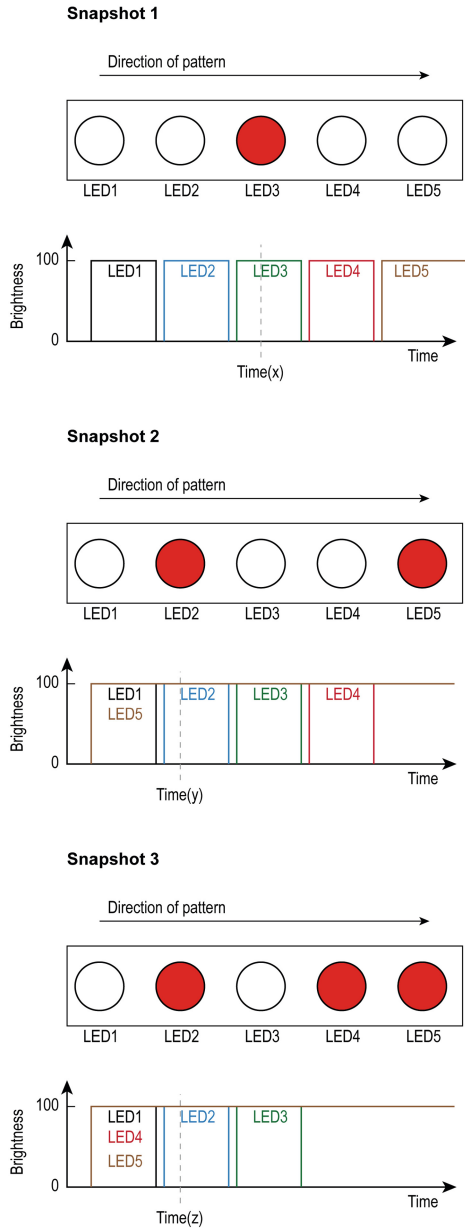 Snapshot 1
Direction of pattern
LED1 LED2 LED3 LED4 LED5
Brightness
100
LED1 LED2 LED3 LED4 LED5
0
Time
Time(x)
Snapshot 2
Direction of pattern
LED1 LED2 LED3 LED4 LED5
Brightness
100
LED1 LED2 LED3 LED4
LED5
0
Time
Time(y)
Snapshot 3
Direction of pattern
LED1 LED2 LED3 LED4 LED5
Brightness
100
LED1 LED2 LED3
LED4
LED5
0
Time
Time(z)